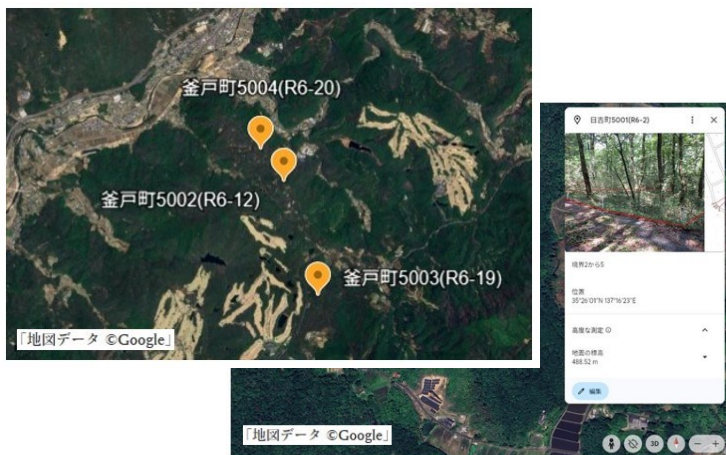 釜戸町5004(R6-20)
釜戸町5002(R6-12)
釜戸町5003(R6-19)
「地図データ ©Google」
日吉町5001(R6-2)
境界2から5
位置
35°26'01"N 137°16'23"E
高度な測定
地面の標高
488.52 m
編集
「地図データ ©Google」
3D